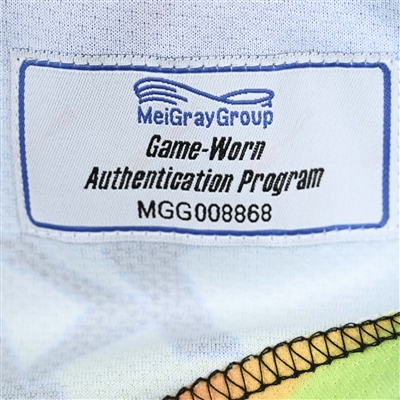 MeiGrayGroup
Game-Worn
Authentication Program
MGG008868